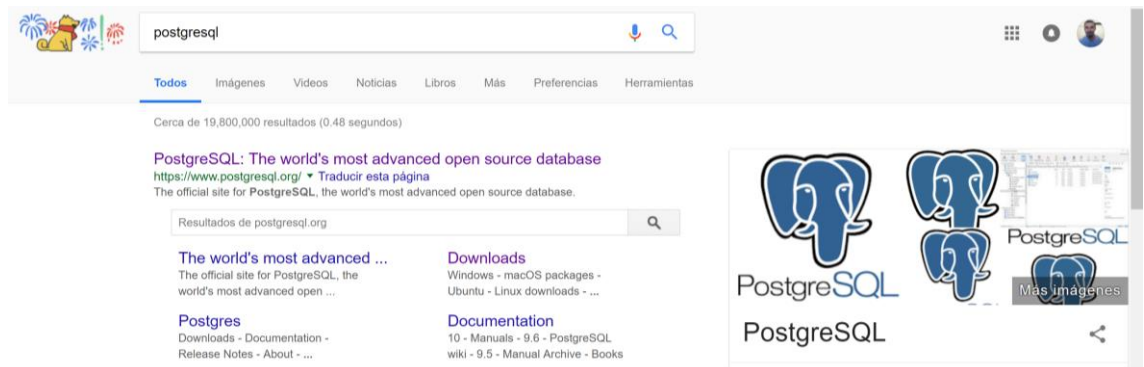 postgresql
Todos Imágenes Videos Noticias Libros Más Preferencias Herramientas
Cerca de 19,800,000 resultados (0.48 segundos)
PostgreSQL: The world's most advanced open source database
https://www.postgresql.org/ ▾ Traducir esta página
The official site for PostgreSQL, the world's most advanced open source database.
Resultados de postgresql.org
The world's most advanced ...
The official site for PostgreSQL, the
world's most advanced open ...
Downloads
Windows - macOS packages -
Ubuntu - Linux downloads - ...
Postgres
Downloads - Documentation -
Release Notes - About - ...
Documentation
10 - Manuals - 9.6 - PostgreSQL
wiki - 9.5 - Manual Archive - Books
PostgreSQL
PostgreSQL
Más imágenes
PostgreSQL